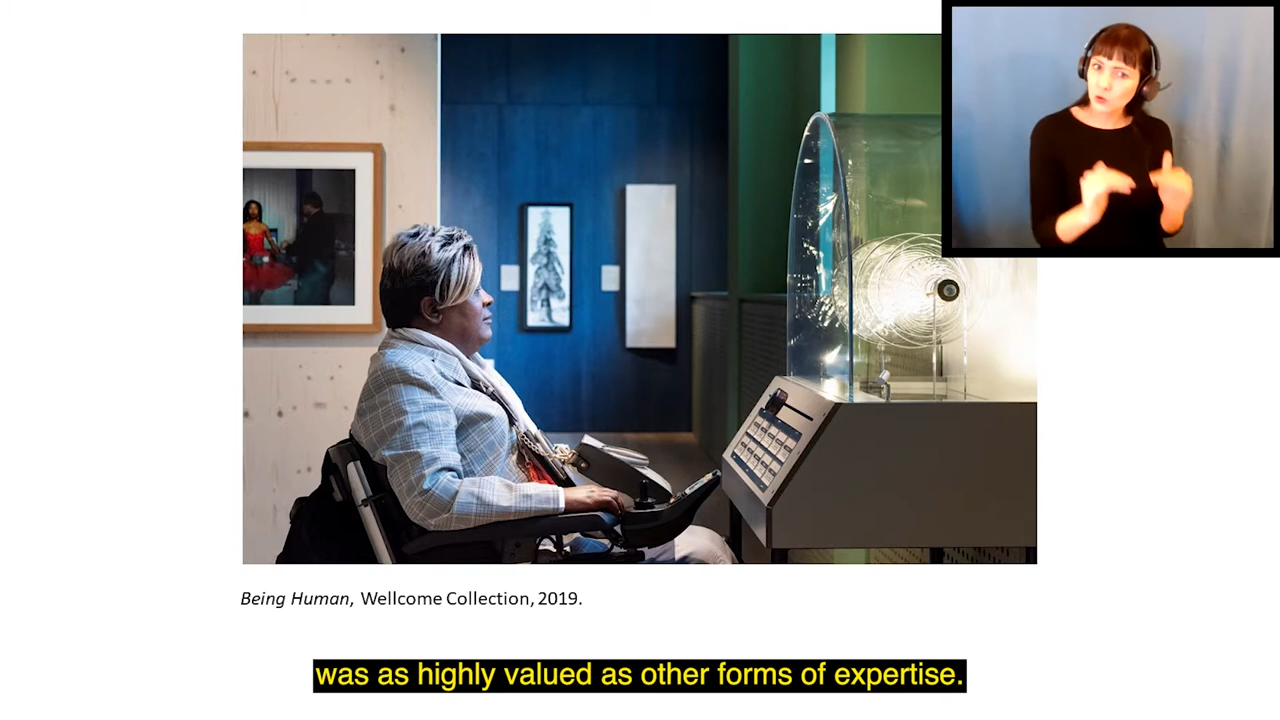 Being Human, Wellcome Collection, 2019.
was as highly valued as other forms of expertise.